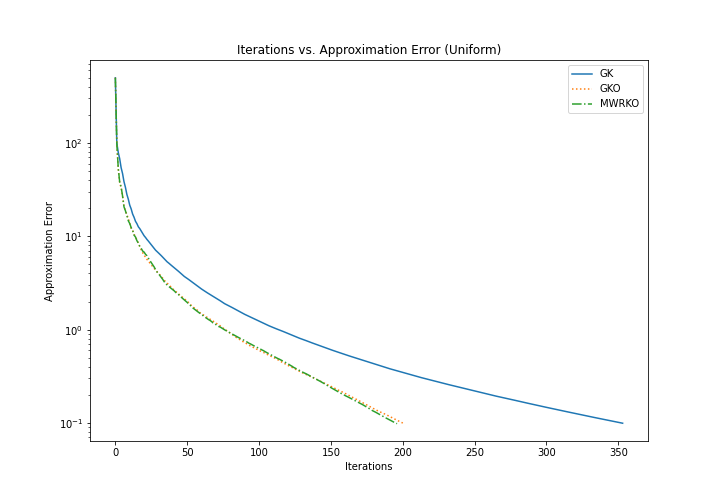 Iterations vs. Approximation Error (Uniform)
GK
GKO
MWRKO
Approximation Error
10²
10¹
10⁰
10⁻¹
0 50 100 150 200 250 300 350
Iterations